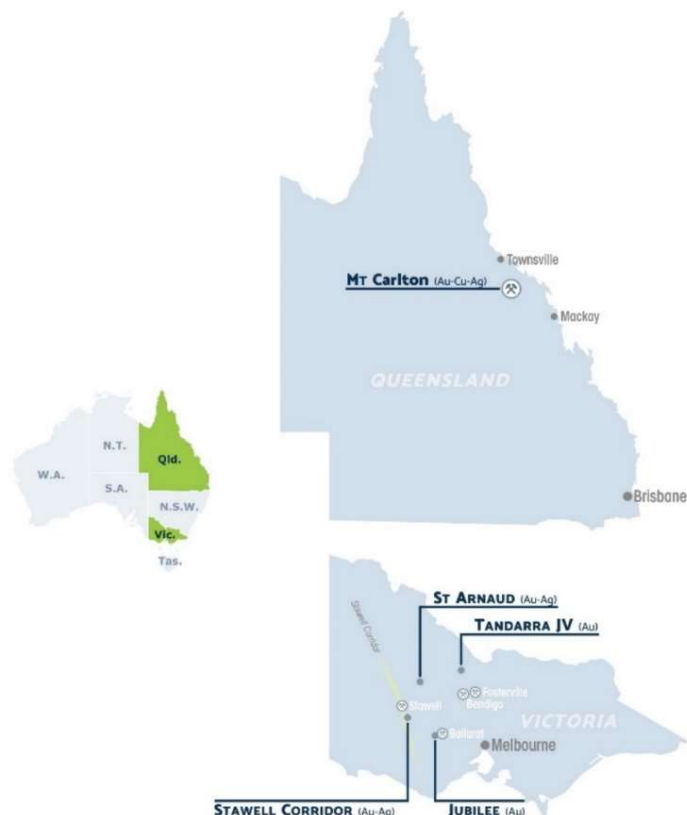 Townsville
MT Carlton (Au-Cu-Ag)
Mackay
QUEENSLAND
N.T.
Qld.
W.A.
S.A.
N.S.W.
Brisbane
Vic.
Tas.
ST ARNAUD (Au-Ag)
Stawell Corridor
TANDARRA JV (Au)
Fosterville
Bendigo
Stawell
VICTORIA
Ballarat
Melbourne
STAWELL CORRIDOR (Au-Ag)
JUBILEE (Au)